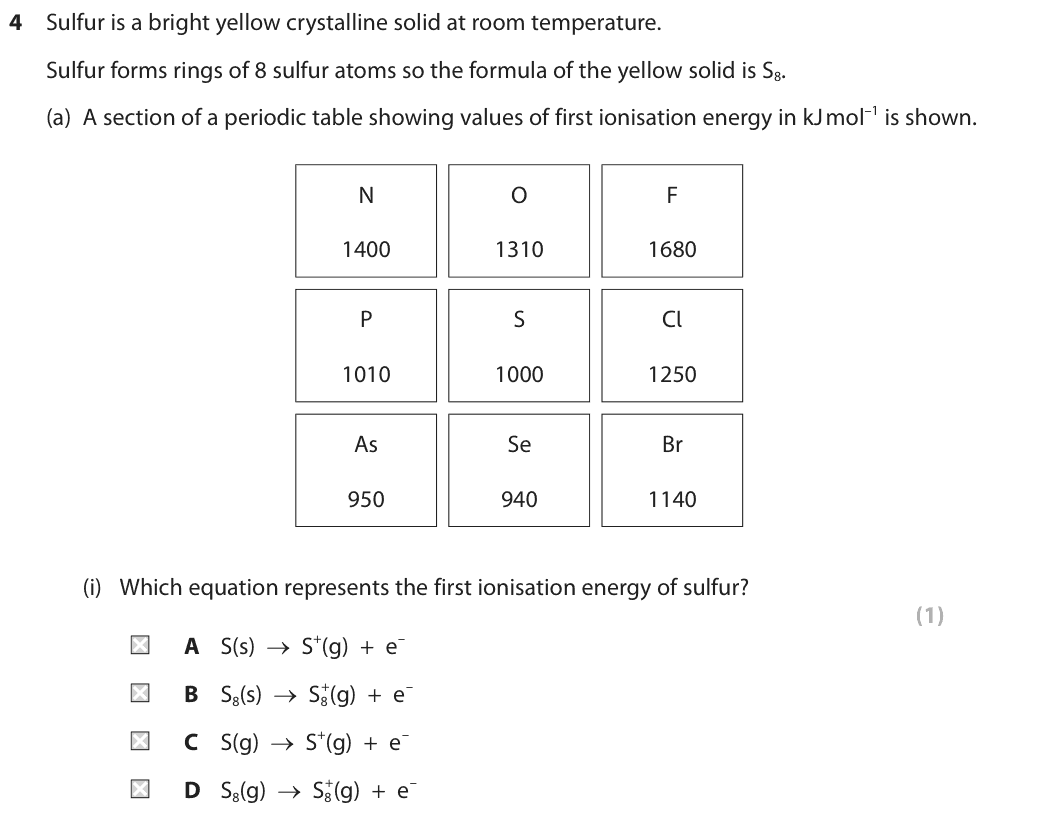 4 Sulfur is a bright yellow crystalline solid at room temperature.
Sulfur forms rings of 8 sulfur atoms so the formula of the yellow solid is S₈.
(a) A section of a periodic table showing values of first ionisation energy in kJ mol⁻¹ is shown.
N O F
1400 1310 1680
P S Cl
1010 1000 1250
As Se Br
950 940 1140
(i) Which equation represents the first ionisation energy of sulfur?
(1)
A S(s) → S⁺(g) + e⁻
B S₈(s) → S₈⁺(g) + e⁻
C S(g) → S⁺(g) + e⁻
D S₈(g) → S₈⁺(g) + e⁻